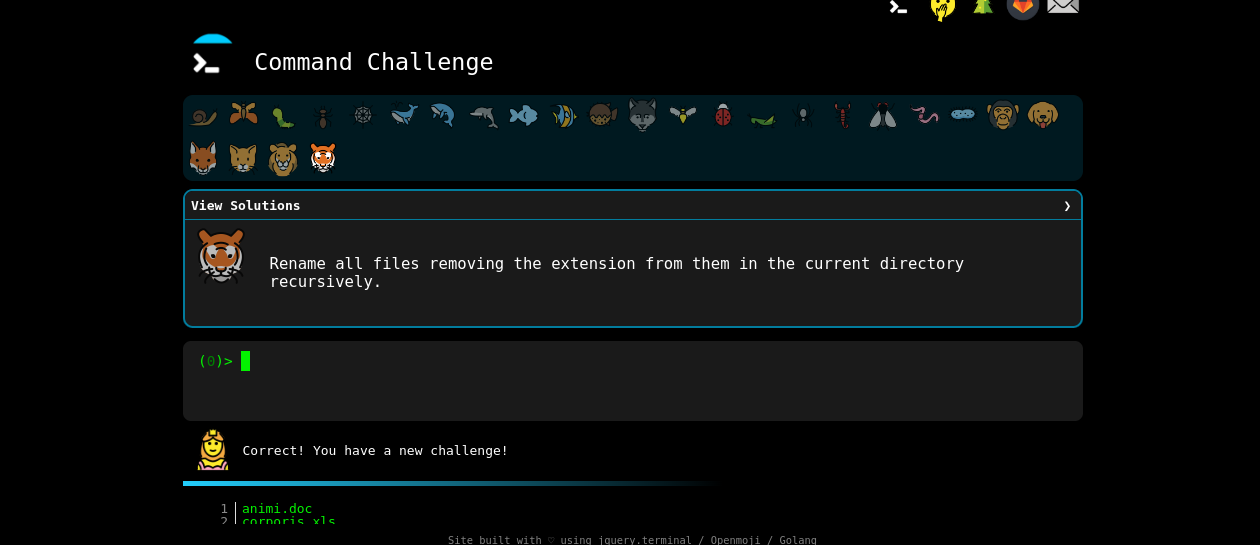 Command Challenge
View Solutions ❯
Rename all files removing the extension from them in the current directory
recursively.
(0)>
Correct! You have a new challenge!
1 animi.doc
2 corporis.xls
Site built with ♡ using jquery.terminal / Openmoji / Golang